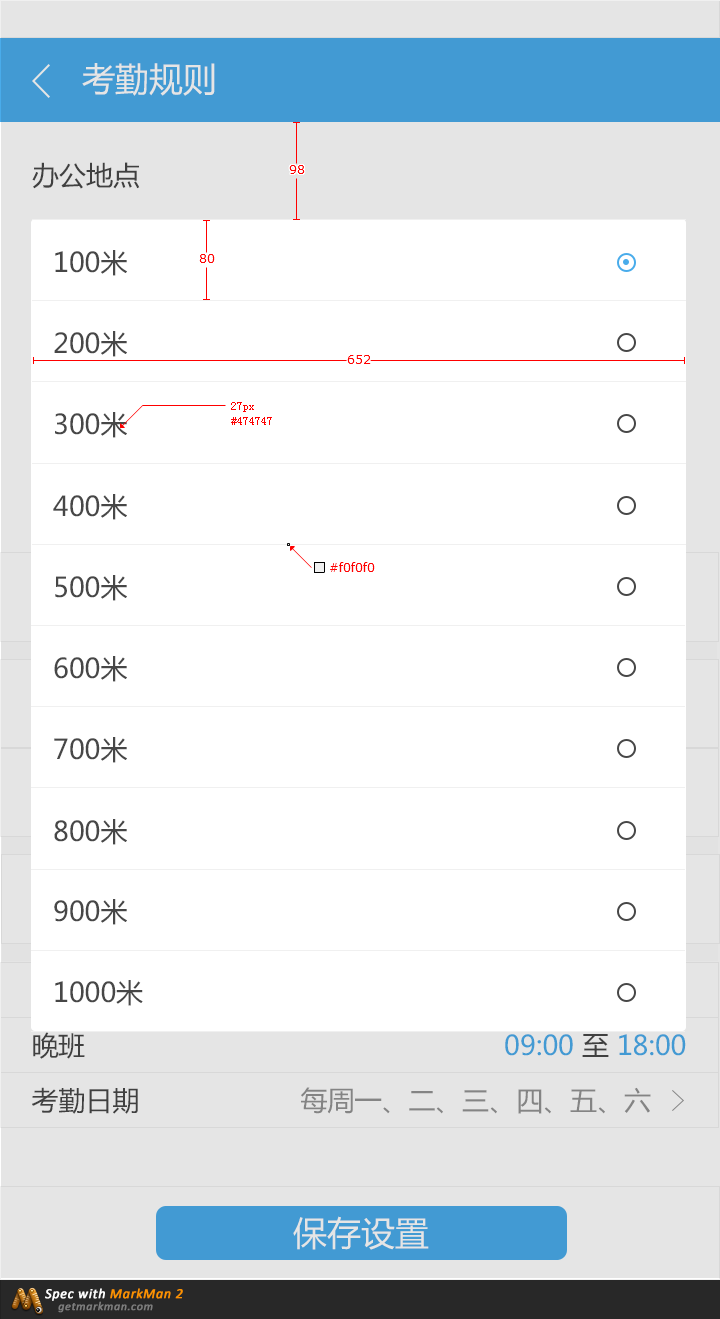 考勤规则
98
办公地点
100米
80
200米
652
27px
#474747
300米
400米
#f0f0f0
500米
600米
700米
800米
900米
1000米
晚班 09:00 至 18:00
考勤日期 每周一、二、三、四、五、六
保存设置
Spec with MarkMan 2
getmarkman.com